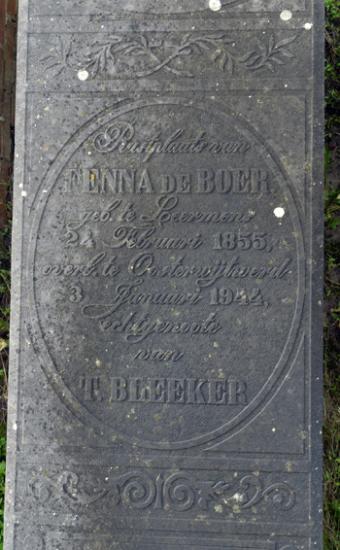 Rustplaats van
FENNA DE BOER,
geb. te Leermens
24 Februari 1855,
overl. te Oosterwijtwerd
3 Januari 1944,
echtgenoote
van
T. BLEEKER